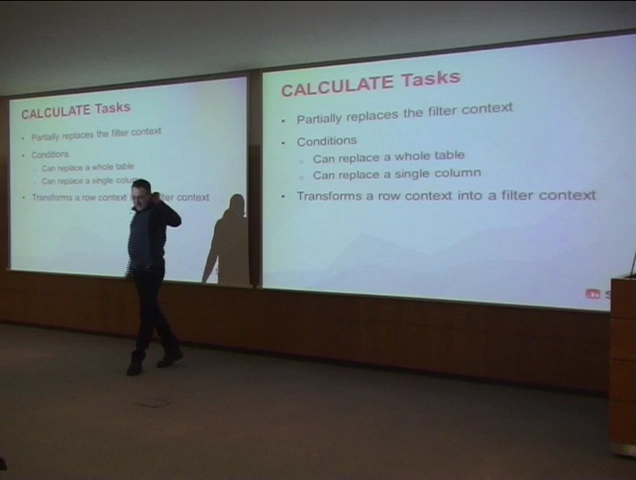 CALCULATE Tasks
• Partially replaces the filter context
• Conditions
Can replace a whole table
Can replace a single colum
• Transforms a row context in filter context
CALCULATE Tasks
• Partially replaces the filter context
• Conditions
Can replace a whole table
Can replace a single column
• Transforms a row context into a filter context